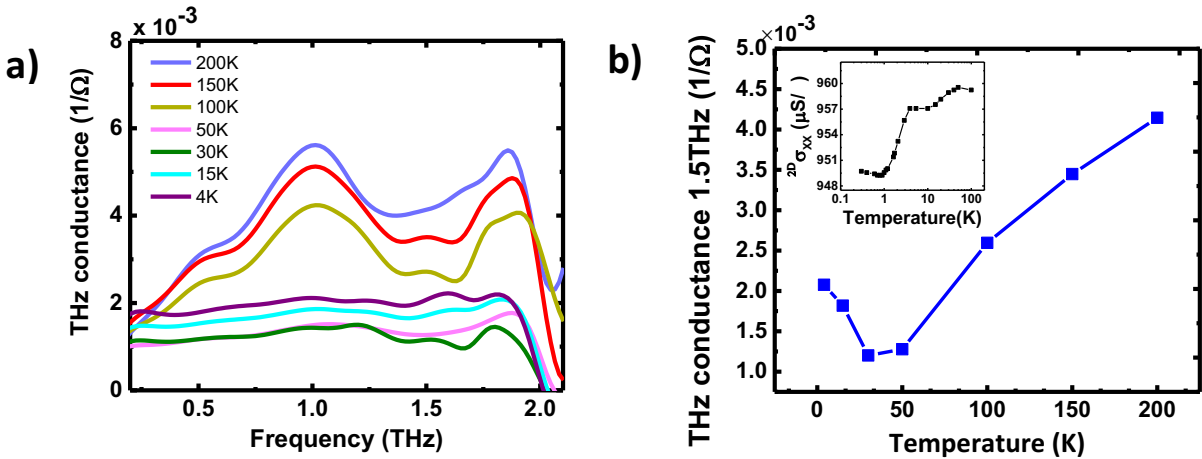 a)
x 10⁻³
8
6
4
2
0
THz conductance (1/Ω)
200K
150K
100K
50K
30K
15K
4K
0.5 1.0 1.5 2.0
Frequency (THz)
b)
×10⁻³
5.0
4.5
4.0
3.5
3.0
2.5
2.0
1.5
1.0
THz conductance 1.5THz (1/Ω)
960
957
954
951
948
²ᴰσXX (µS/ )
0.1 1 10 100
Temperature(K)
0 50 100 150 200
Temperature (K)